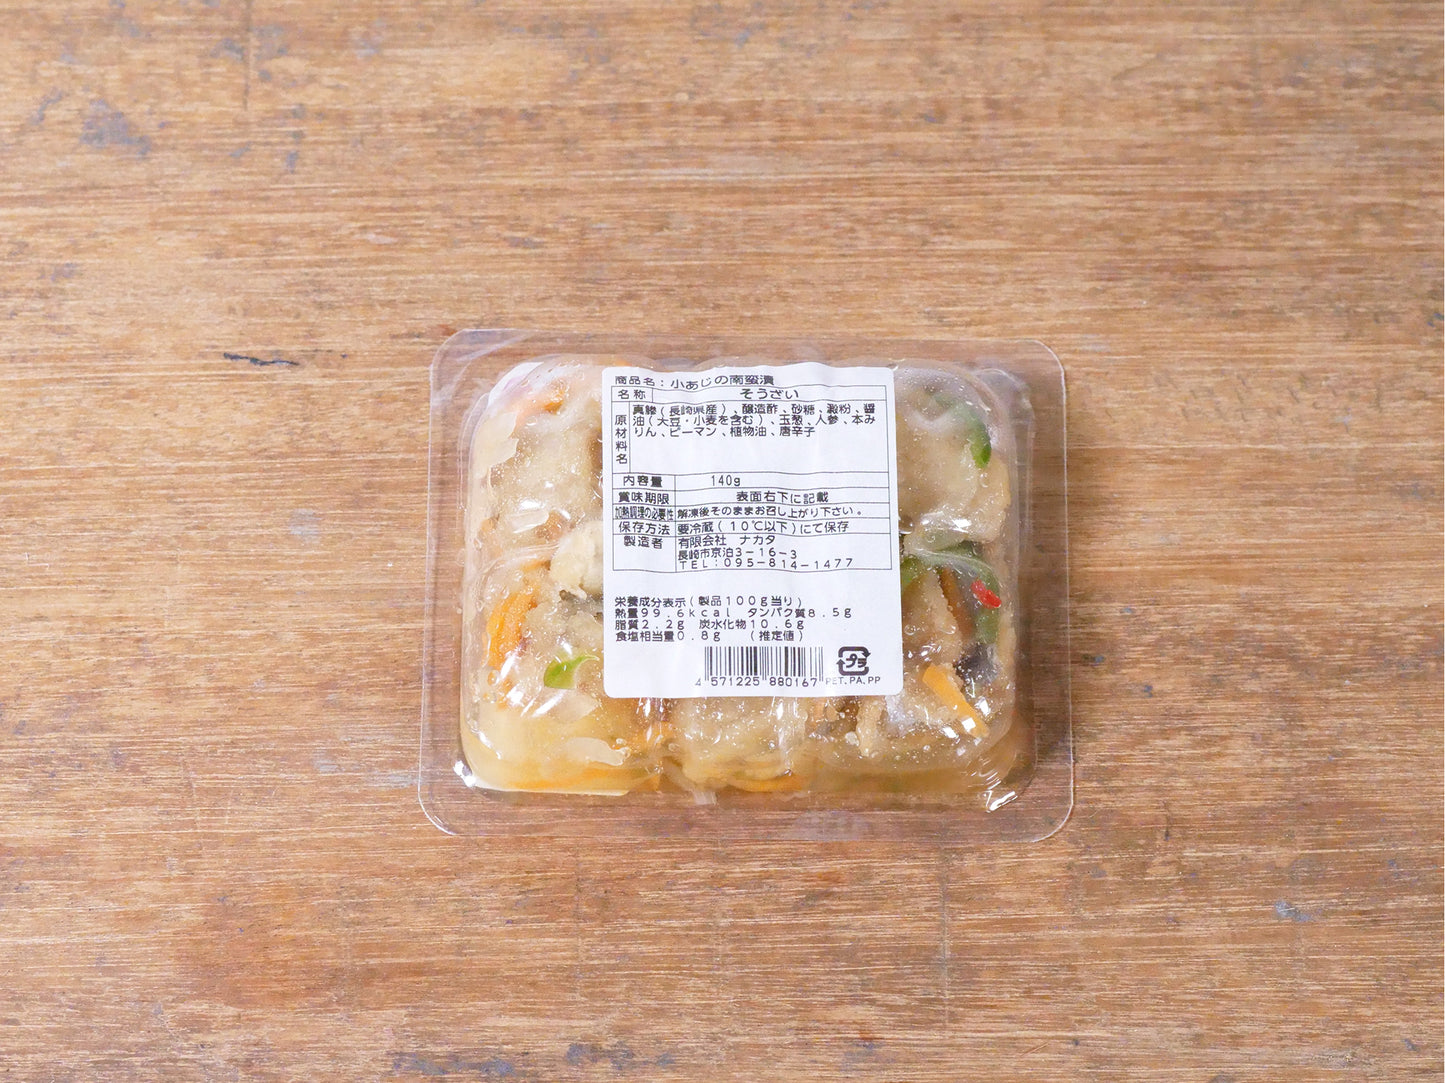 商品名：小あじの南蛮漬
名称 そうざい
原材料名 真鯵(長崎県産)、醸造酢、砂糖、澱粉、醤
油(大豆・小麦を含む)、玉葱、人参、本み
りん、ピーマン、植物油、唐辛子
内容量 140g
賞味期限 表面右下に記載
加熱調理の必要性 解凍後そのままお召し上がり下さい。
保存方法 要冷蔵(10℃以下)にて保存
製造者 有限会社 ナカタ
長崎市京泊3-16-3
TEL:095-814-1477
栄養成分表示(製品100g当り)
熱量99.6kcal タンパク質8.5g
脂質2.2g 炭水化物10.6g
食塩相当量0.8g (推定値)
プラ
4 571225 880167 PET.PA.PP